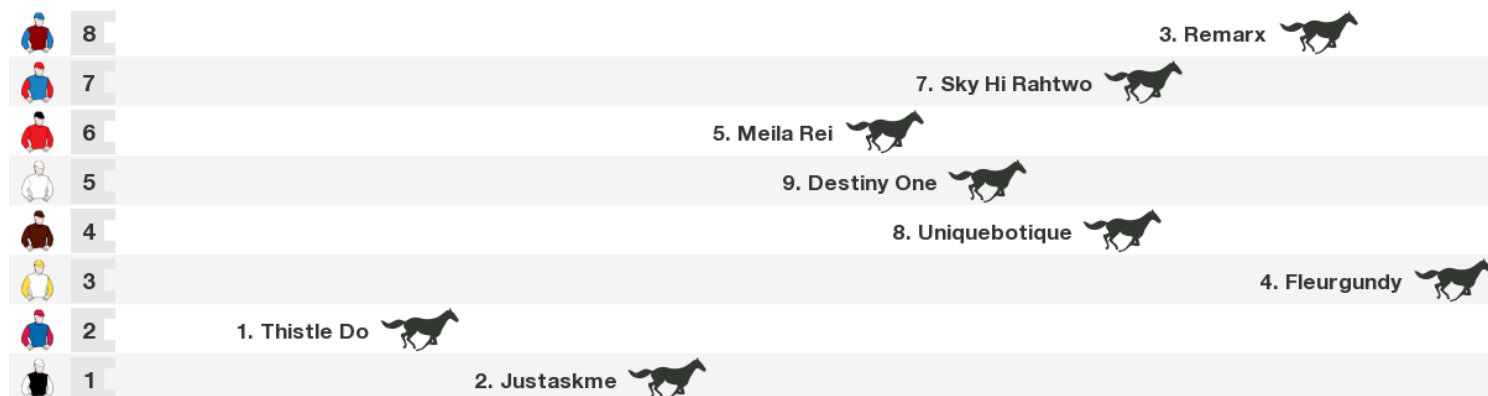 8 3. Remarx
7 7. Sky Hi Rahtwo
6 5. Meila Rei
5 9. Destiny One
4 8. Uniquebotique
3 4. Fleurgundy
2 1. Thistle Do
1 2. Justaskme